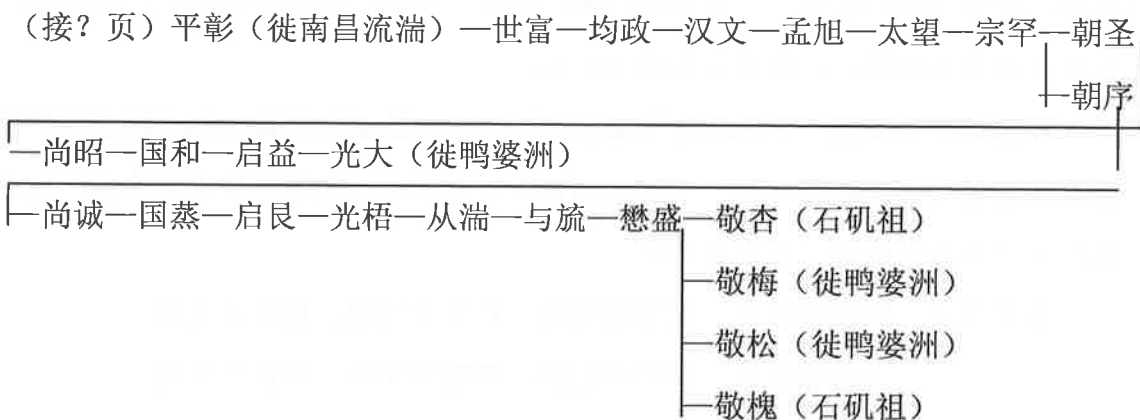 （接？页）平彰（徙南昌流湍）—世富—均政—汉文—孟旭—太望—宗罕—朝圣
—朝序
—尚昭—国和—启益—光大（徙鸭婆洲）
—尚诚—国蒸—启艮—光梧—从湍—与旒—懋盛—敬杏（石矶祖）
—敬梅（徙鸭婆洲）
—敬松（徙鸭婆洲）
—敬槐（石矶祖）